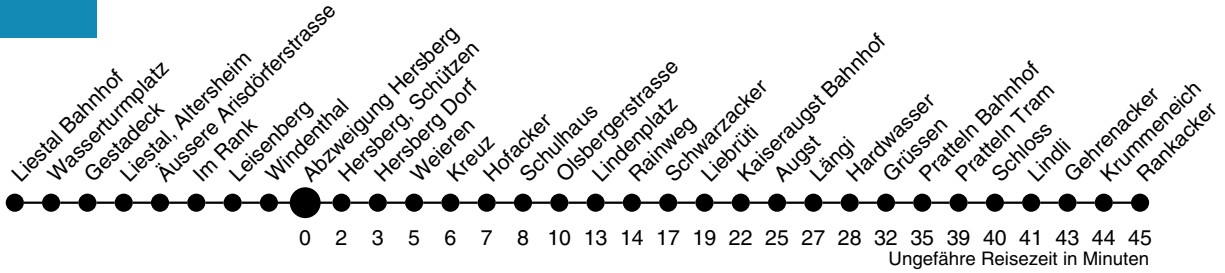 Liestal Bahnhof
Wasserturmplatz
Gestadeck
Liestal, Altersheim
Äussere Arisdörferstrasse
Im Rank
Leisenberg
Windenthal
Abzweigung Hersberg
Hersberg, Schützen
Hersberg Dorf
Weieren
Kreuz
Hofacker
Schulhaus
Olsbergerstrasse
Lindenplatz
Rainweg
Schwarzacker
Liebrüti
Kaiseraugst Bahnhof
Augst
Längi
Hardwasser
Grüssen
Pratteln Bahnhof
Pratteln Tram
Schloss
Lindli
Gehrenacker
Krummeneich
Rankacker
0 2 3 5 6 7 8 10 13 14 17 19 22 25 27 28 32 35 39 40 41 43 44 45
Ungefähre Reisezeit in Minuten